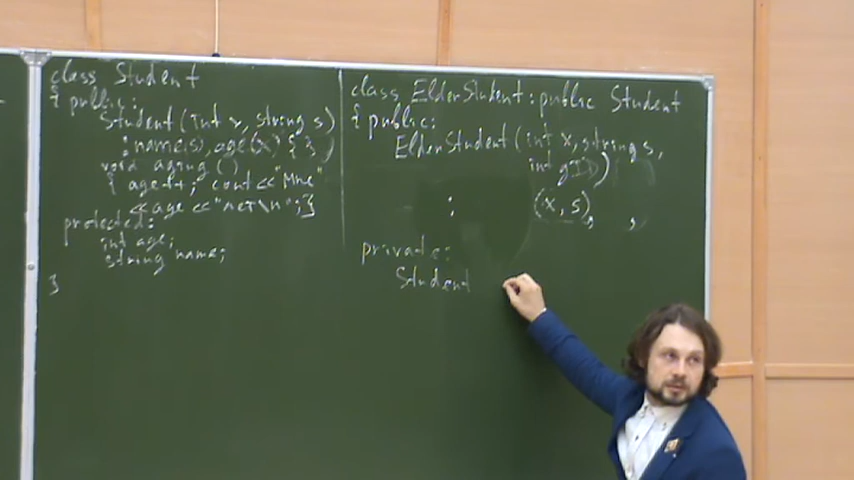 class Student
{ public:
Student(int x, string s)
: name(s), age(x) { }
void aging()
{ age++; cout << "Мне"
<< age << "лет\n";}
protected:
int age;
string name;
}
class ElderStudent : public Student
{ public:
ElderStudent(int x, string s,
int g
)
: (x, s), ,
private:
Student